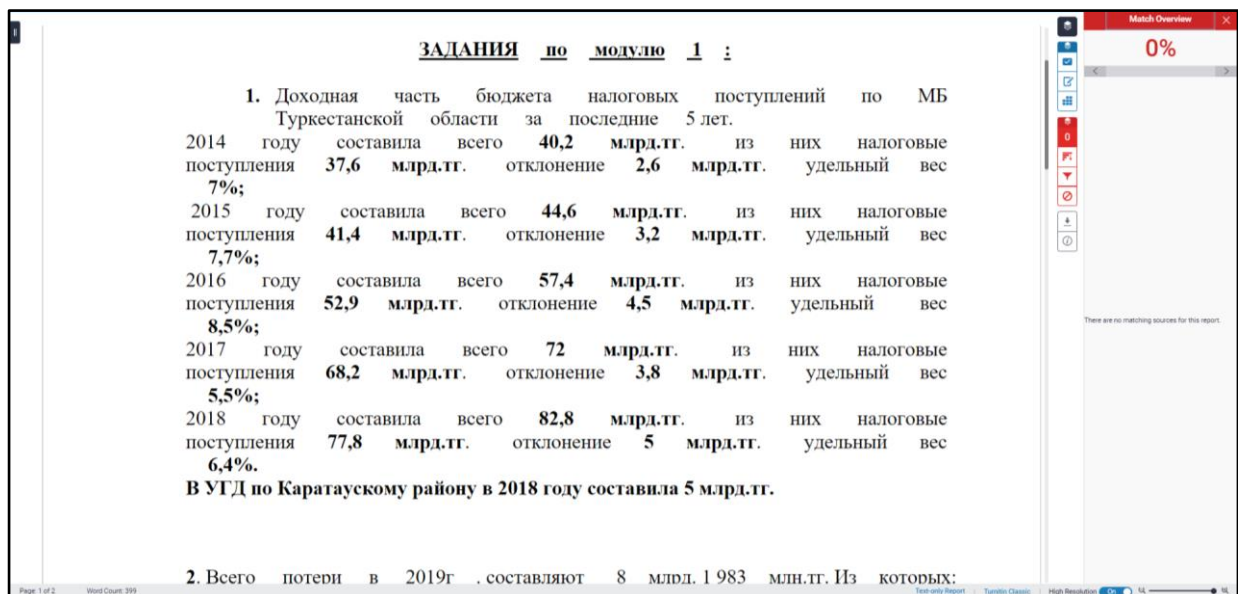 Match Overview
0%
ЗАДАНИЯ по модулю 1 :
1. Доходная часть бюджета налоговых поступлений по МБ
Туркестанской области за последние 5 лет.
2014 году составила всего 40,2 млрд.тг. из них налоговые
поступления 37,6 млрд.тг. отклонение 2,6 млрд.тг. удельный вес
7%;
2015 году составила всего 44,6 млрд.тг. из них налоговые
поступления 41,4 млрд.тг. отклонение 3,2 млрд.тг. удельный вес
7,7%;
2016 году составила всего 57,4 млрд.тг. из них налоговые
поступления 52,9 млрд.тг. отклонение 4,5 млрд.тг. удельный вес
8,5%;
2017 году составила всего 72 млрд.тг. из них налоговые
поступления 68,2 млрд.тг. отклонение 3,8 млрд.тг. удельный вес
5,5%;
2018 году составила всего 82,8 млрд.тг. из них налоговые
поступления 77,8 млрд.тг. отклонение 5 млрд.тг. удельный вес
6,4%.
В УГД по Каратаускому району в 2018 году составила 5 млрд.тг.
2. Всего потери в 2019г . составляют 8 млрд. 1 983 млн.тг. Из которых:
0
There are no matching sources for this report.
Page: 1 of 2 Word Count: 399 Text-only Report Turnitin Classic High Resolution On